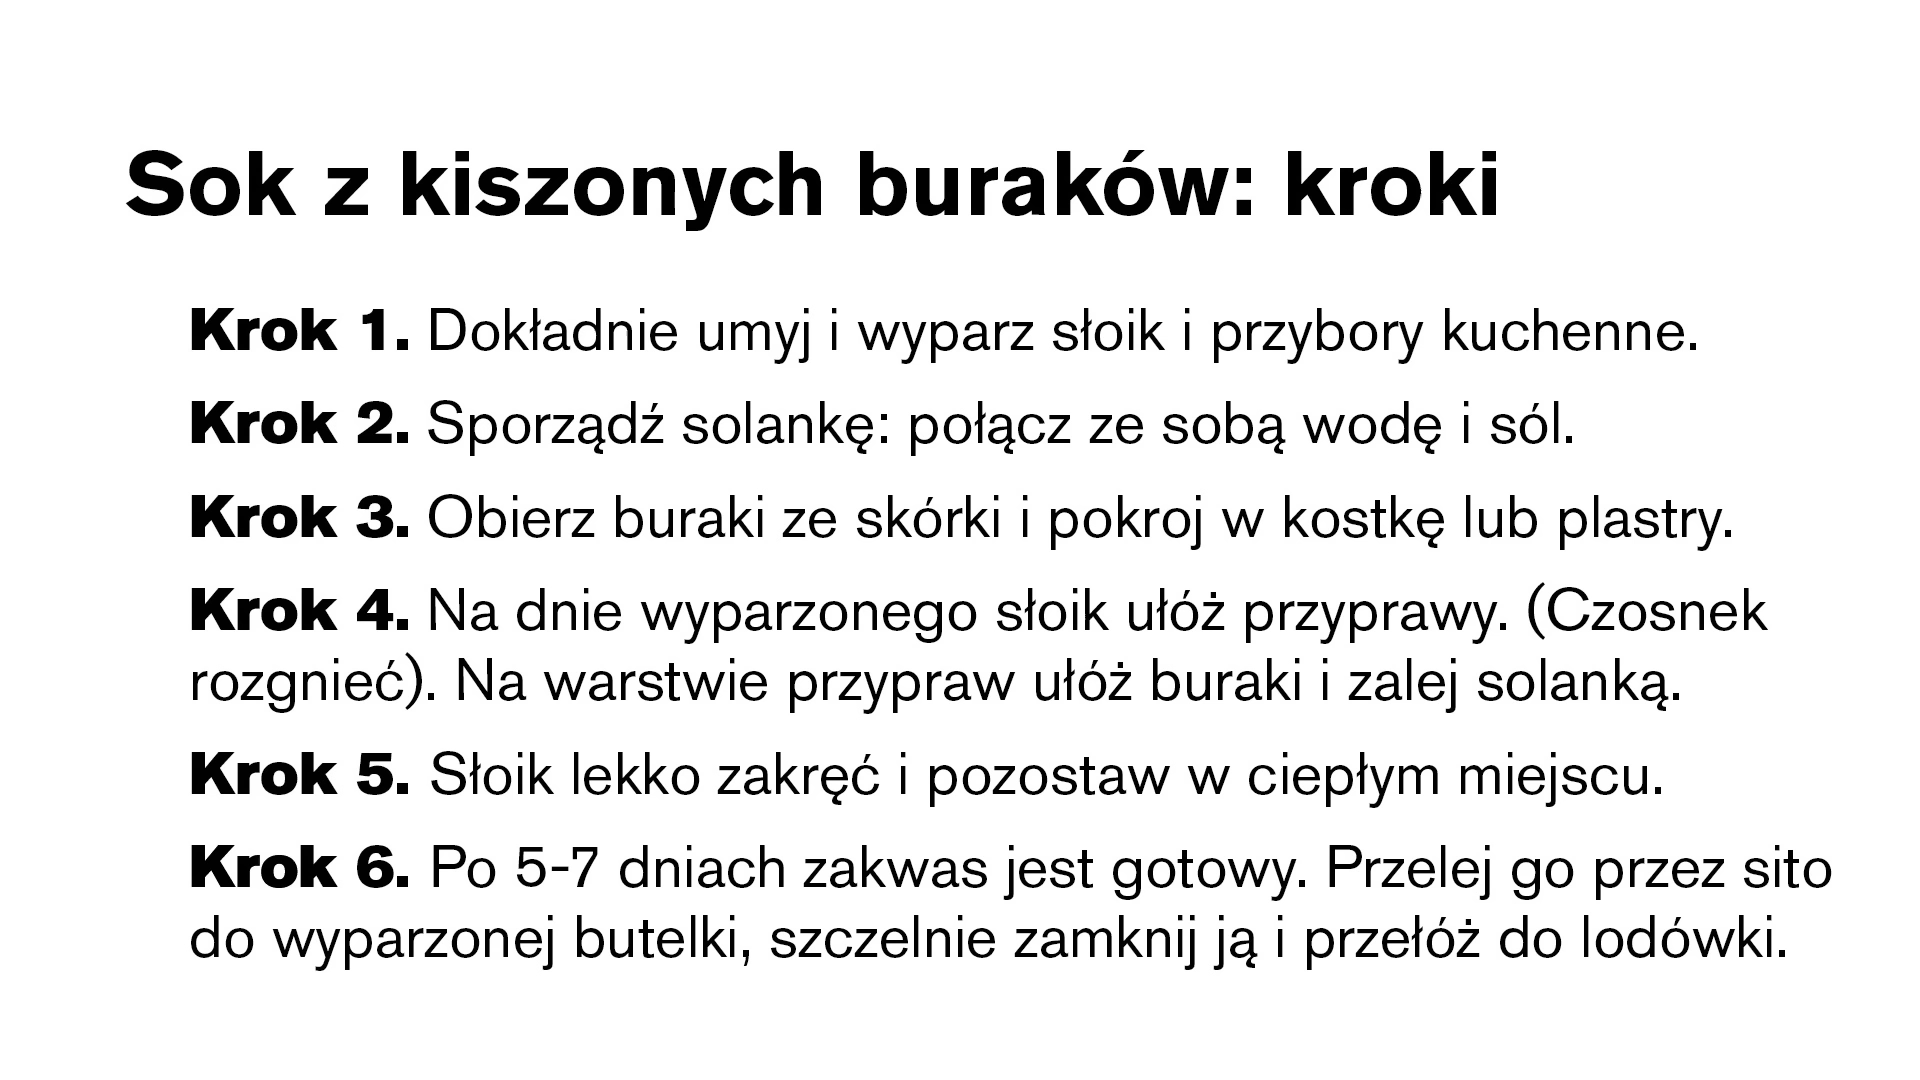 Sok z kiszonych buraków: kroki
Krok 1. Dokładnie umyj i wyparz słoik i przybory kuchenne.
Krok 2. Sporządź solankę: połącz ze sobą wodę i sól.
Krok 3. Obierz buraki ze skórki i pokroj w kostkę lub plastry.
Krok 4. Na dnie wyparzonego słoik ułóż przyprawy. (Czosnek
rozgnieć). Na warstwie przypraw ułóż buraki i zalej solanką.
Krok 5. Słoik lekko zakręć i pozostaw w ciepłym miejscu.
Krok 6. Po 5-7 dniach zakwas jest gotowy. Przelej go przez sito
do wyparzonej butelki, szczelnie zamknij ją i przełóż do lodówki.